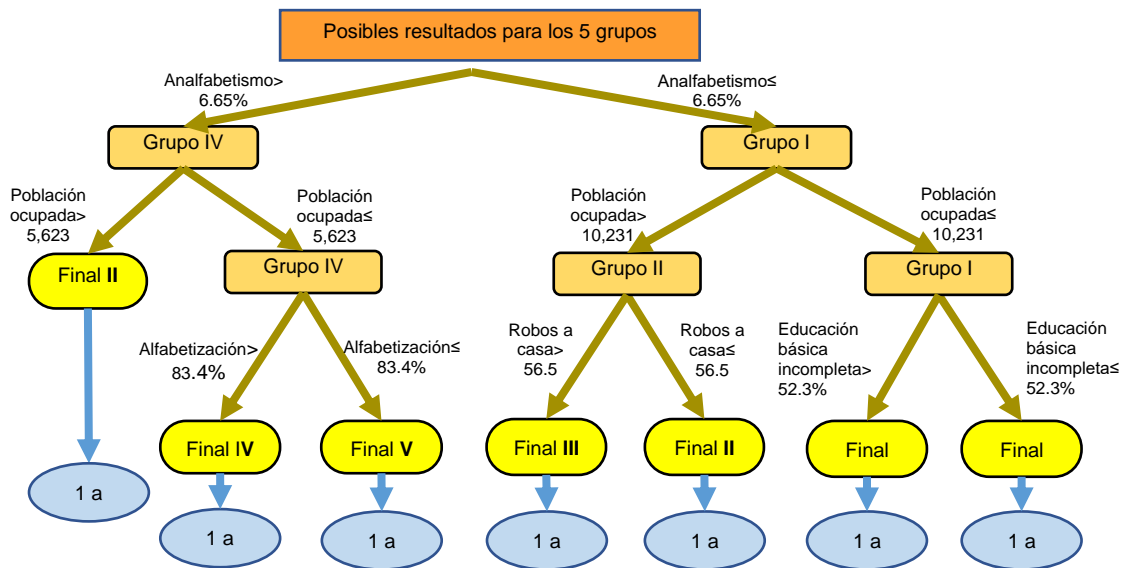 Posibles resultados para los 5 grupos
Analfabetismo>
6.65%
Analfabetismo≤
6.65%
Grupo IV
Grupo I
Población
ocupada>
5,623
Población
ocupada≤
5,623
Población
ocupada>
10,231
Población
ocupada≤
10,231
Final II
Grupo IV
Grupo II
Grupo I
Alfabetización>
83.4%
Alfabetización≤
83.4%
Robos a
casa>
56.5
Robos a
casa≤
56.5
Educación
básica
incompleta>
52.3%
Educación
básica
incompleta≤
52.3%
Final IV
Final V
Final III
Final II
Final
Final
1 a
1 a
1 a
1 a
1 a
1 a
1 a